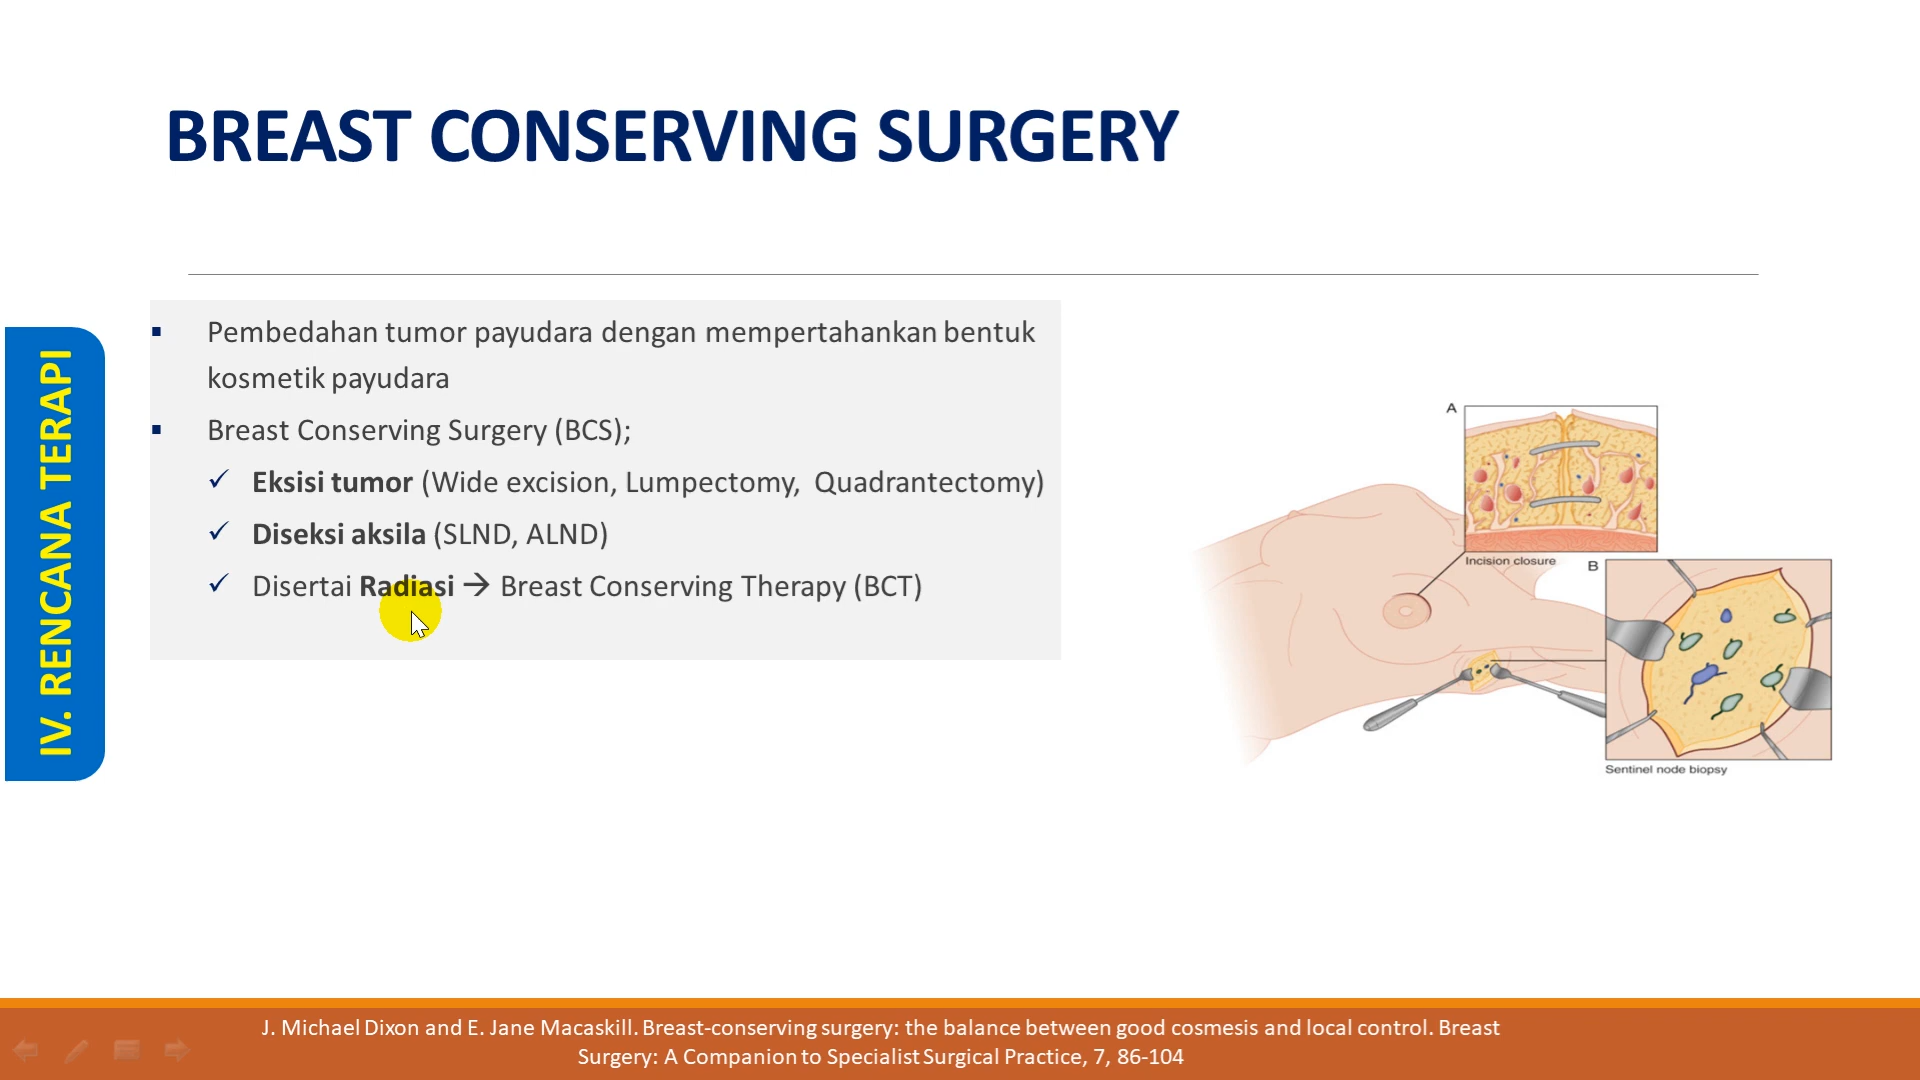 BREAST CONSERVING SURGERY
IV. RENCANA TERAPI
▪ Pembedahan tumor payudara dengan mempertahankan bentuk
kosmetik payudara
▪ Breast Conserving Surgery (BCS);
✓ Eksisi tumor (Wide excision, Lumpectomy, Quadrantectomy)
✓ Diseksi aksila (SLND, ALND)
✓ Disertai Radiasi → Breast Conserving Therapy (BCT)
A
Incision closure
B
Sentinel node biopsy
J. Michael Dixon and E. Jane Macaskill. Breast-conserving surgery: the balance between good cosmesis and local control. Breast
Surgery: A Companion to Specialist Surgical Practice, 7, 86-104